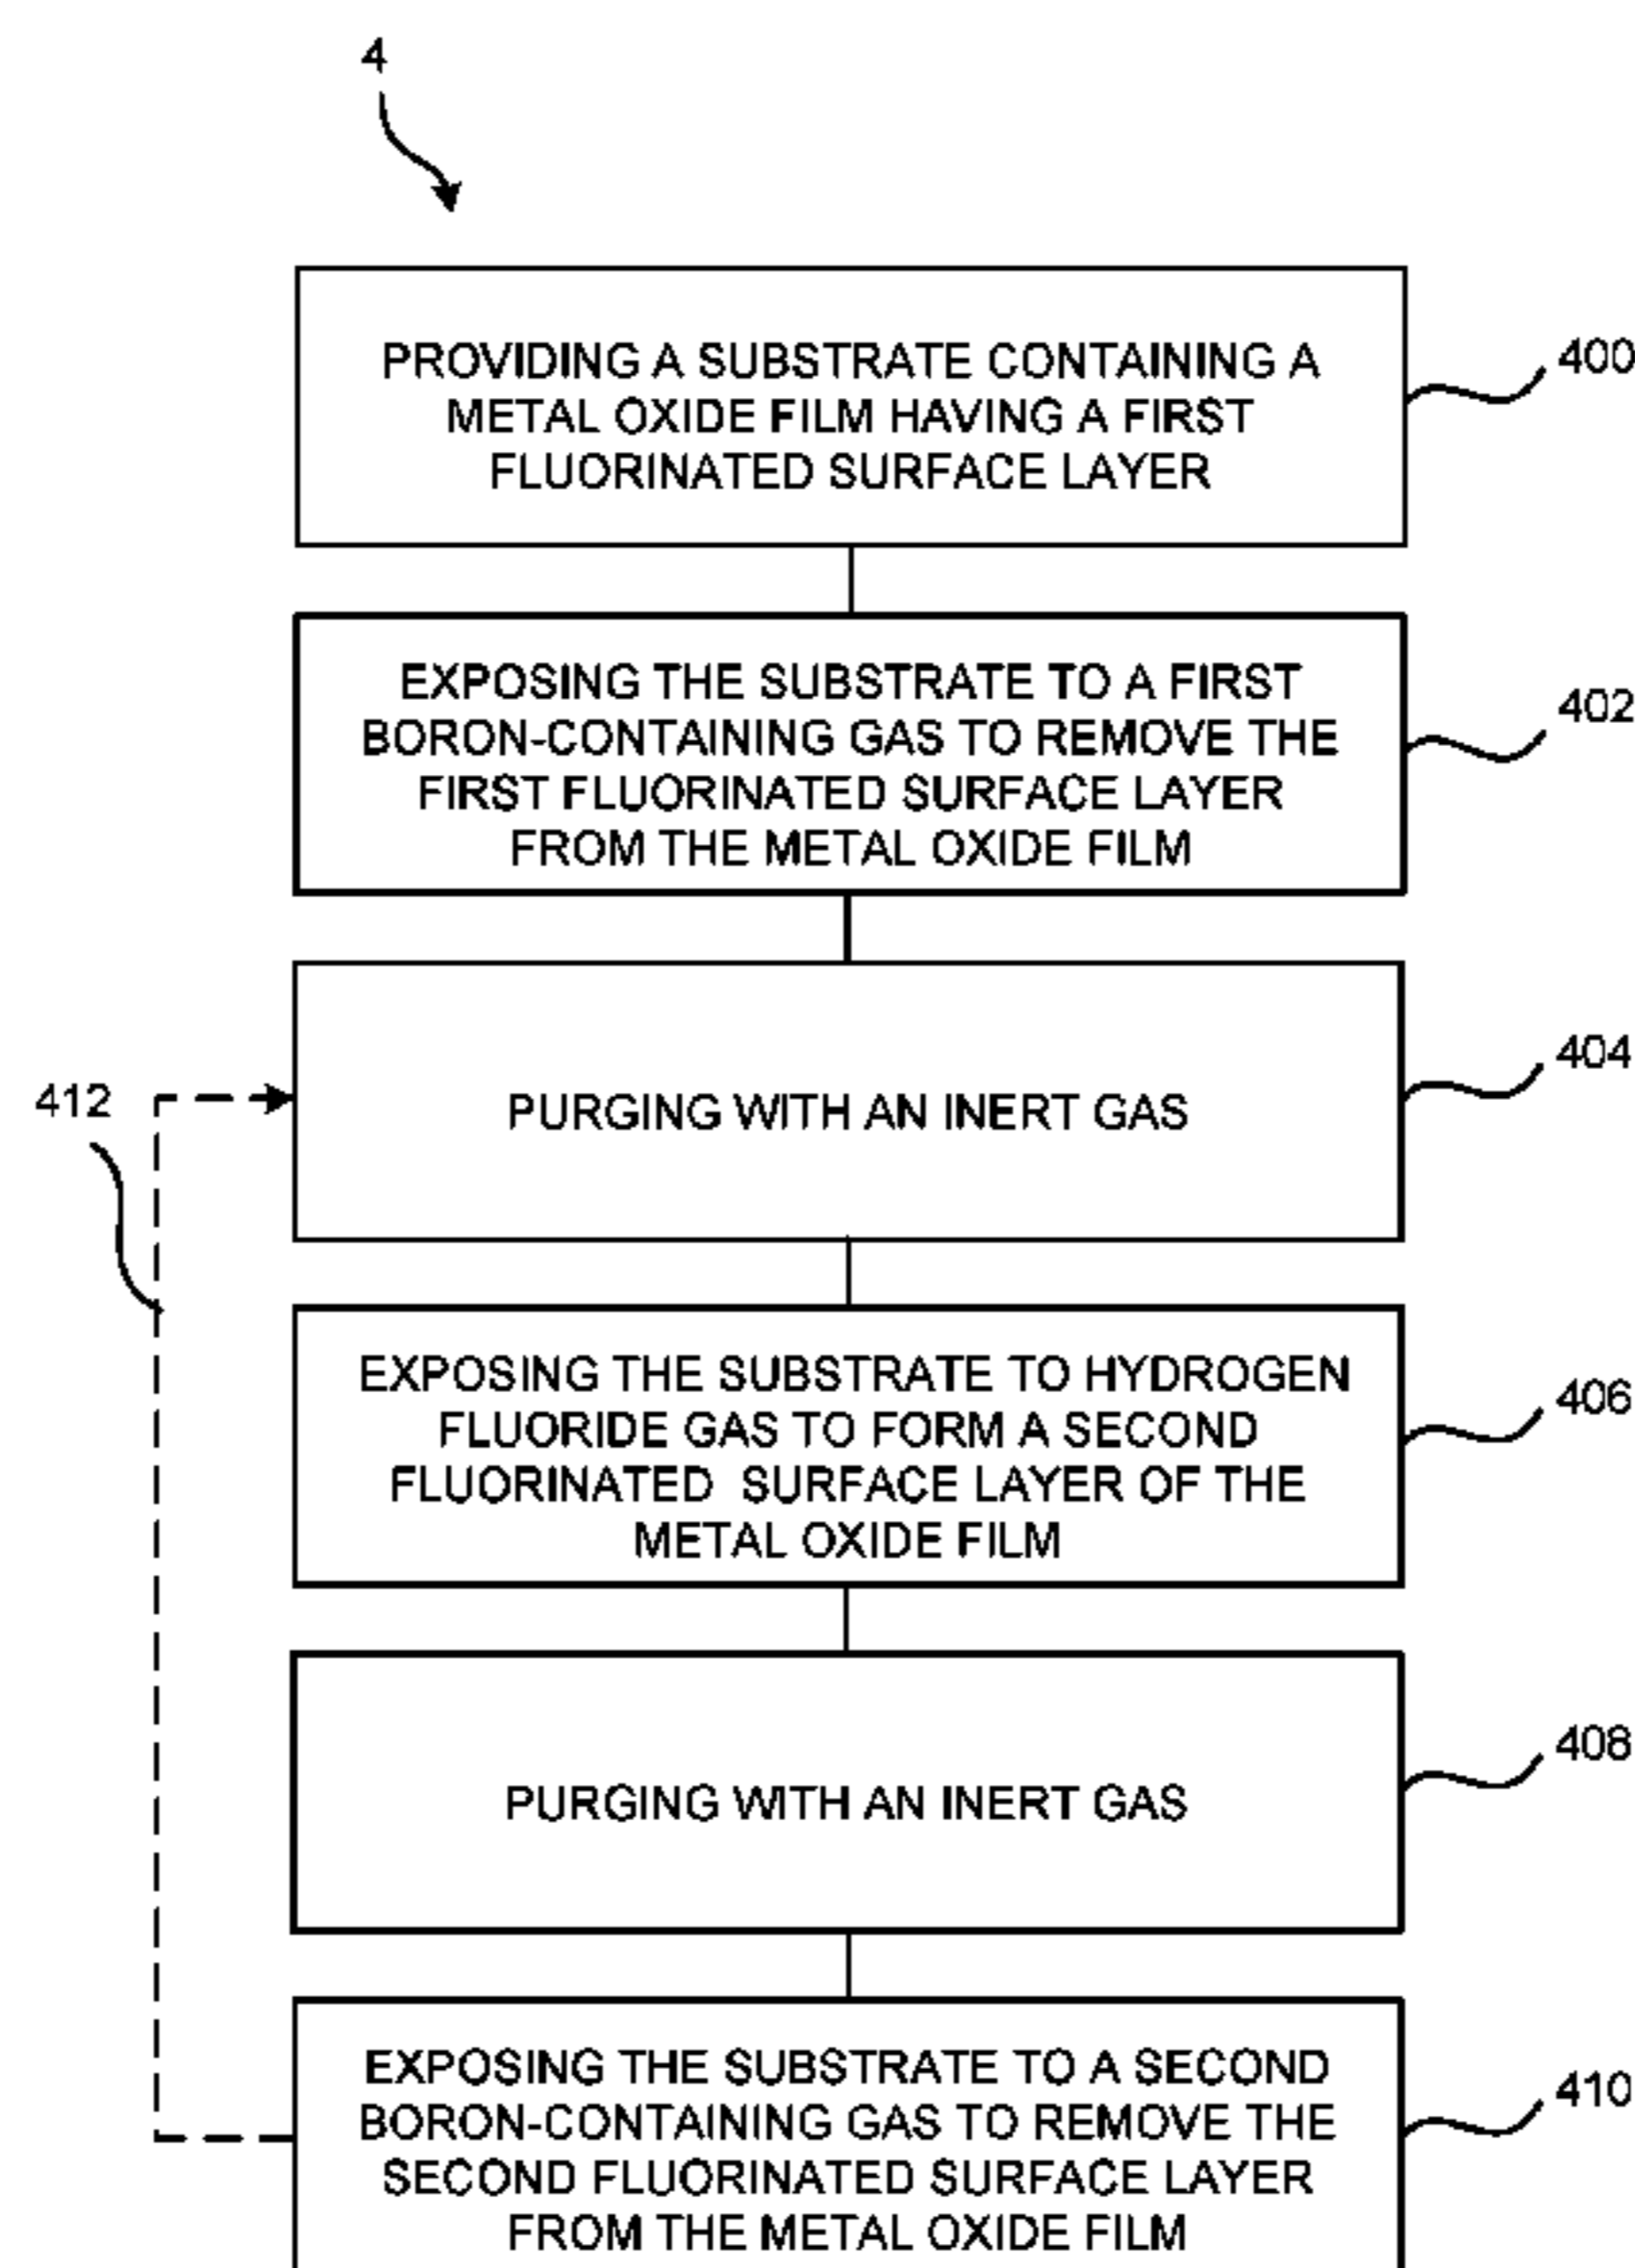 4
PROVIDING A SUBSTRATE CONTAINING A
METAL OXIDE FILM HAVING A FIRST
FLUORINATED SURFACE LAYER
400
EXPOSING THE SUBSTRATE TO A FIRST
BORON-CONTAINING GAS TO REMOVE THE
FIRST FLUORINATED SURFACE LAYER
FROM THE METAL OXIDE FILM
402
PURGING WITH AN INERT GAS
404
412
EXPOSING THE SUBSTRATE TO HYDROGEN
FLUORIDE GAS TO FORM A SECOND
FLUORINATED SURFACE LAYER OF THE
METAL OXIDE FILM
406
PURGING WITH AN INERT GAS
408
EXPOSING THE SUBSTRATE TO A SECOND
BORON-CONTAINING GAS TO REMOVE THE
SECOND FLUORINATED SURFACE LAYER
FROM THE METAL OXIDE FILM
410